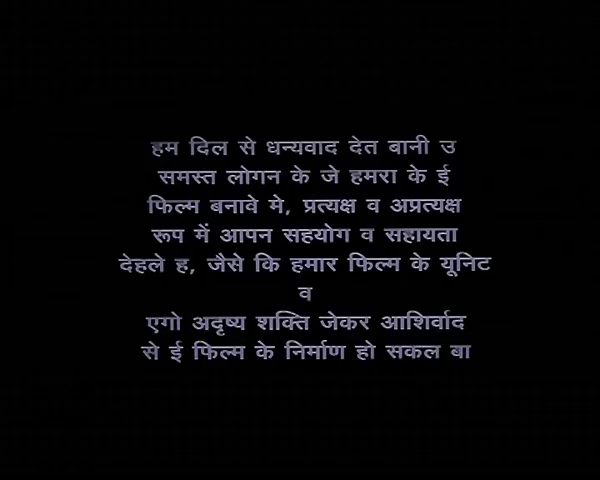 हम दिल से धन्यवाद देत बानी उ
समस्त लोगन के जे हमरा के ई
फिल्म बनावे मे, प्रत्यक्ष व अप्रत्यक्ष
रूप में आपन सहयोग व सहायता
देहले ह, जैसे कि हमार फिल्म के यूनिट
व
एगो अदृष्य शक्ति जेकर आशिर्वाद
से ई फिल्म के निर्माण हो सकल बा